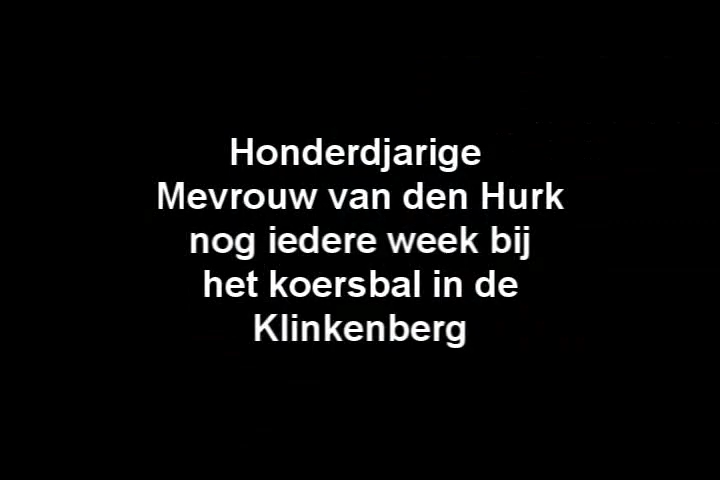 Honderdjarige
Mevrouw van den Hurk
nog iedere week bij
het koersbal in de
Klinkenberg